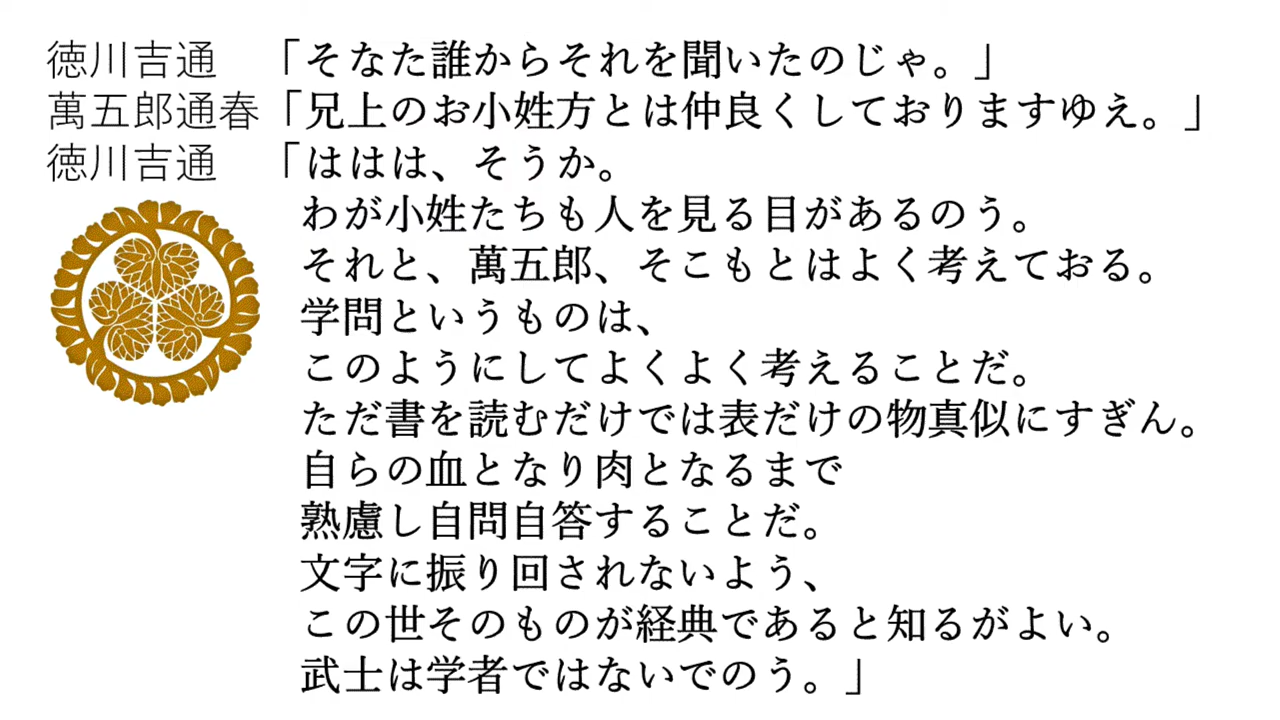 徳川吉通 「そなた誰からそれを聞いたのじゃ。」
萬五郎通春「兄上のお小姓方とは仲良くしておりますゆえ。」
徳川吉通 「ははは、そうか。
わが小姓たちも人を見る目があるのう。
それと、萬五郎、そこもとはよく考えておる。
学問というものは、
このようにしてよくよく考えることだ。
ただ書を読むだけでは表だけの物真似にすぎん。
自らの血となり肉となるまで
熟慮し自問自答することだ。
文字に振り回されないよう、
この世そのものが経典であると知るがよい。
武士は学者ではないでのう。」